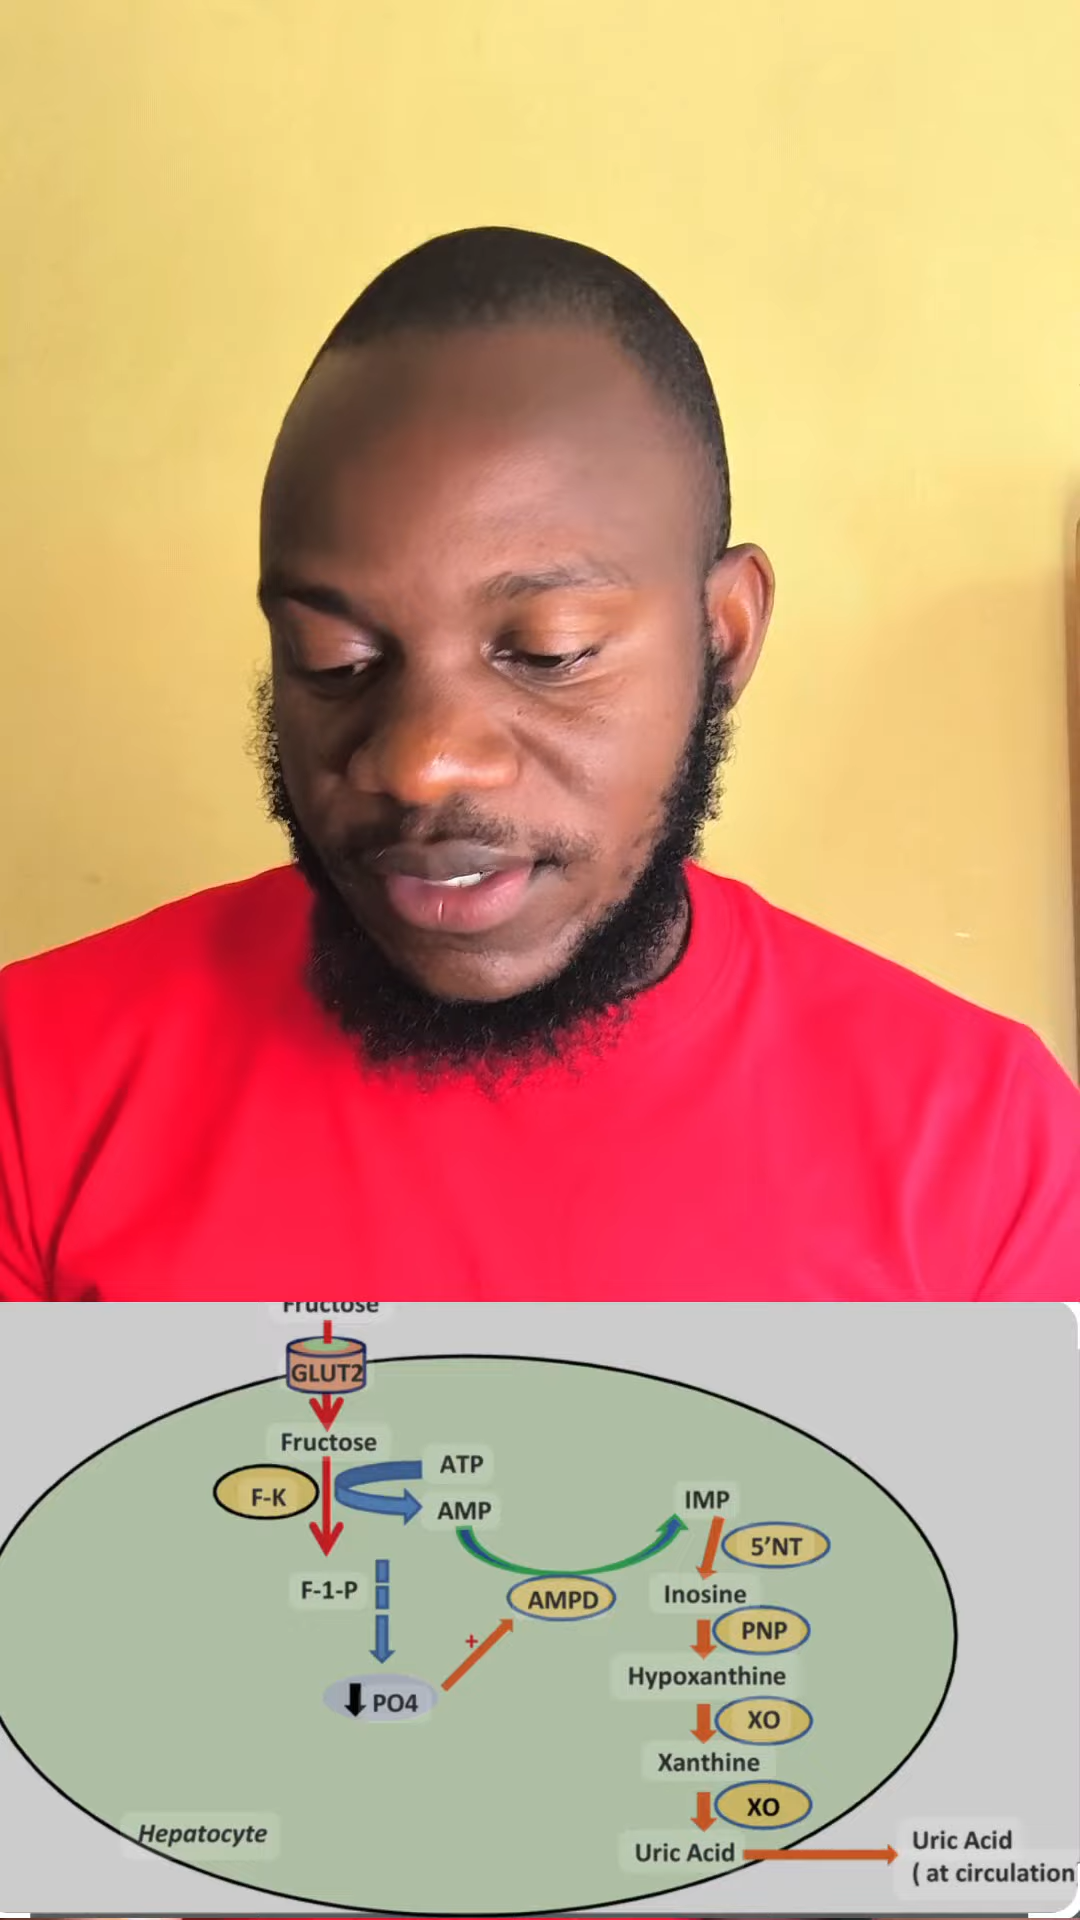 Fructose
GLUT2
Fructose
F-K
ATP
AMP
IMP
5'NT
F-1-P
AMPD
Inosine
+
PNP
Hypoxanthine
PO4
XO
Xanthine
XO
Hepatocyte
Uric Acid
Uric Acid
( at circulation